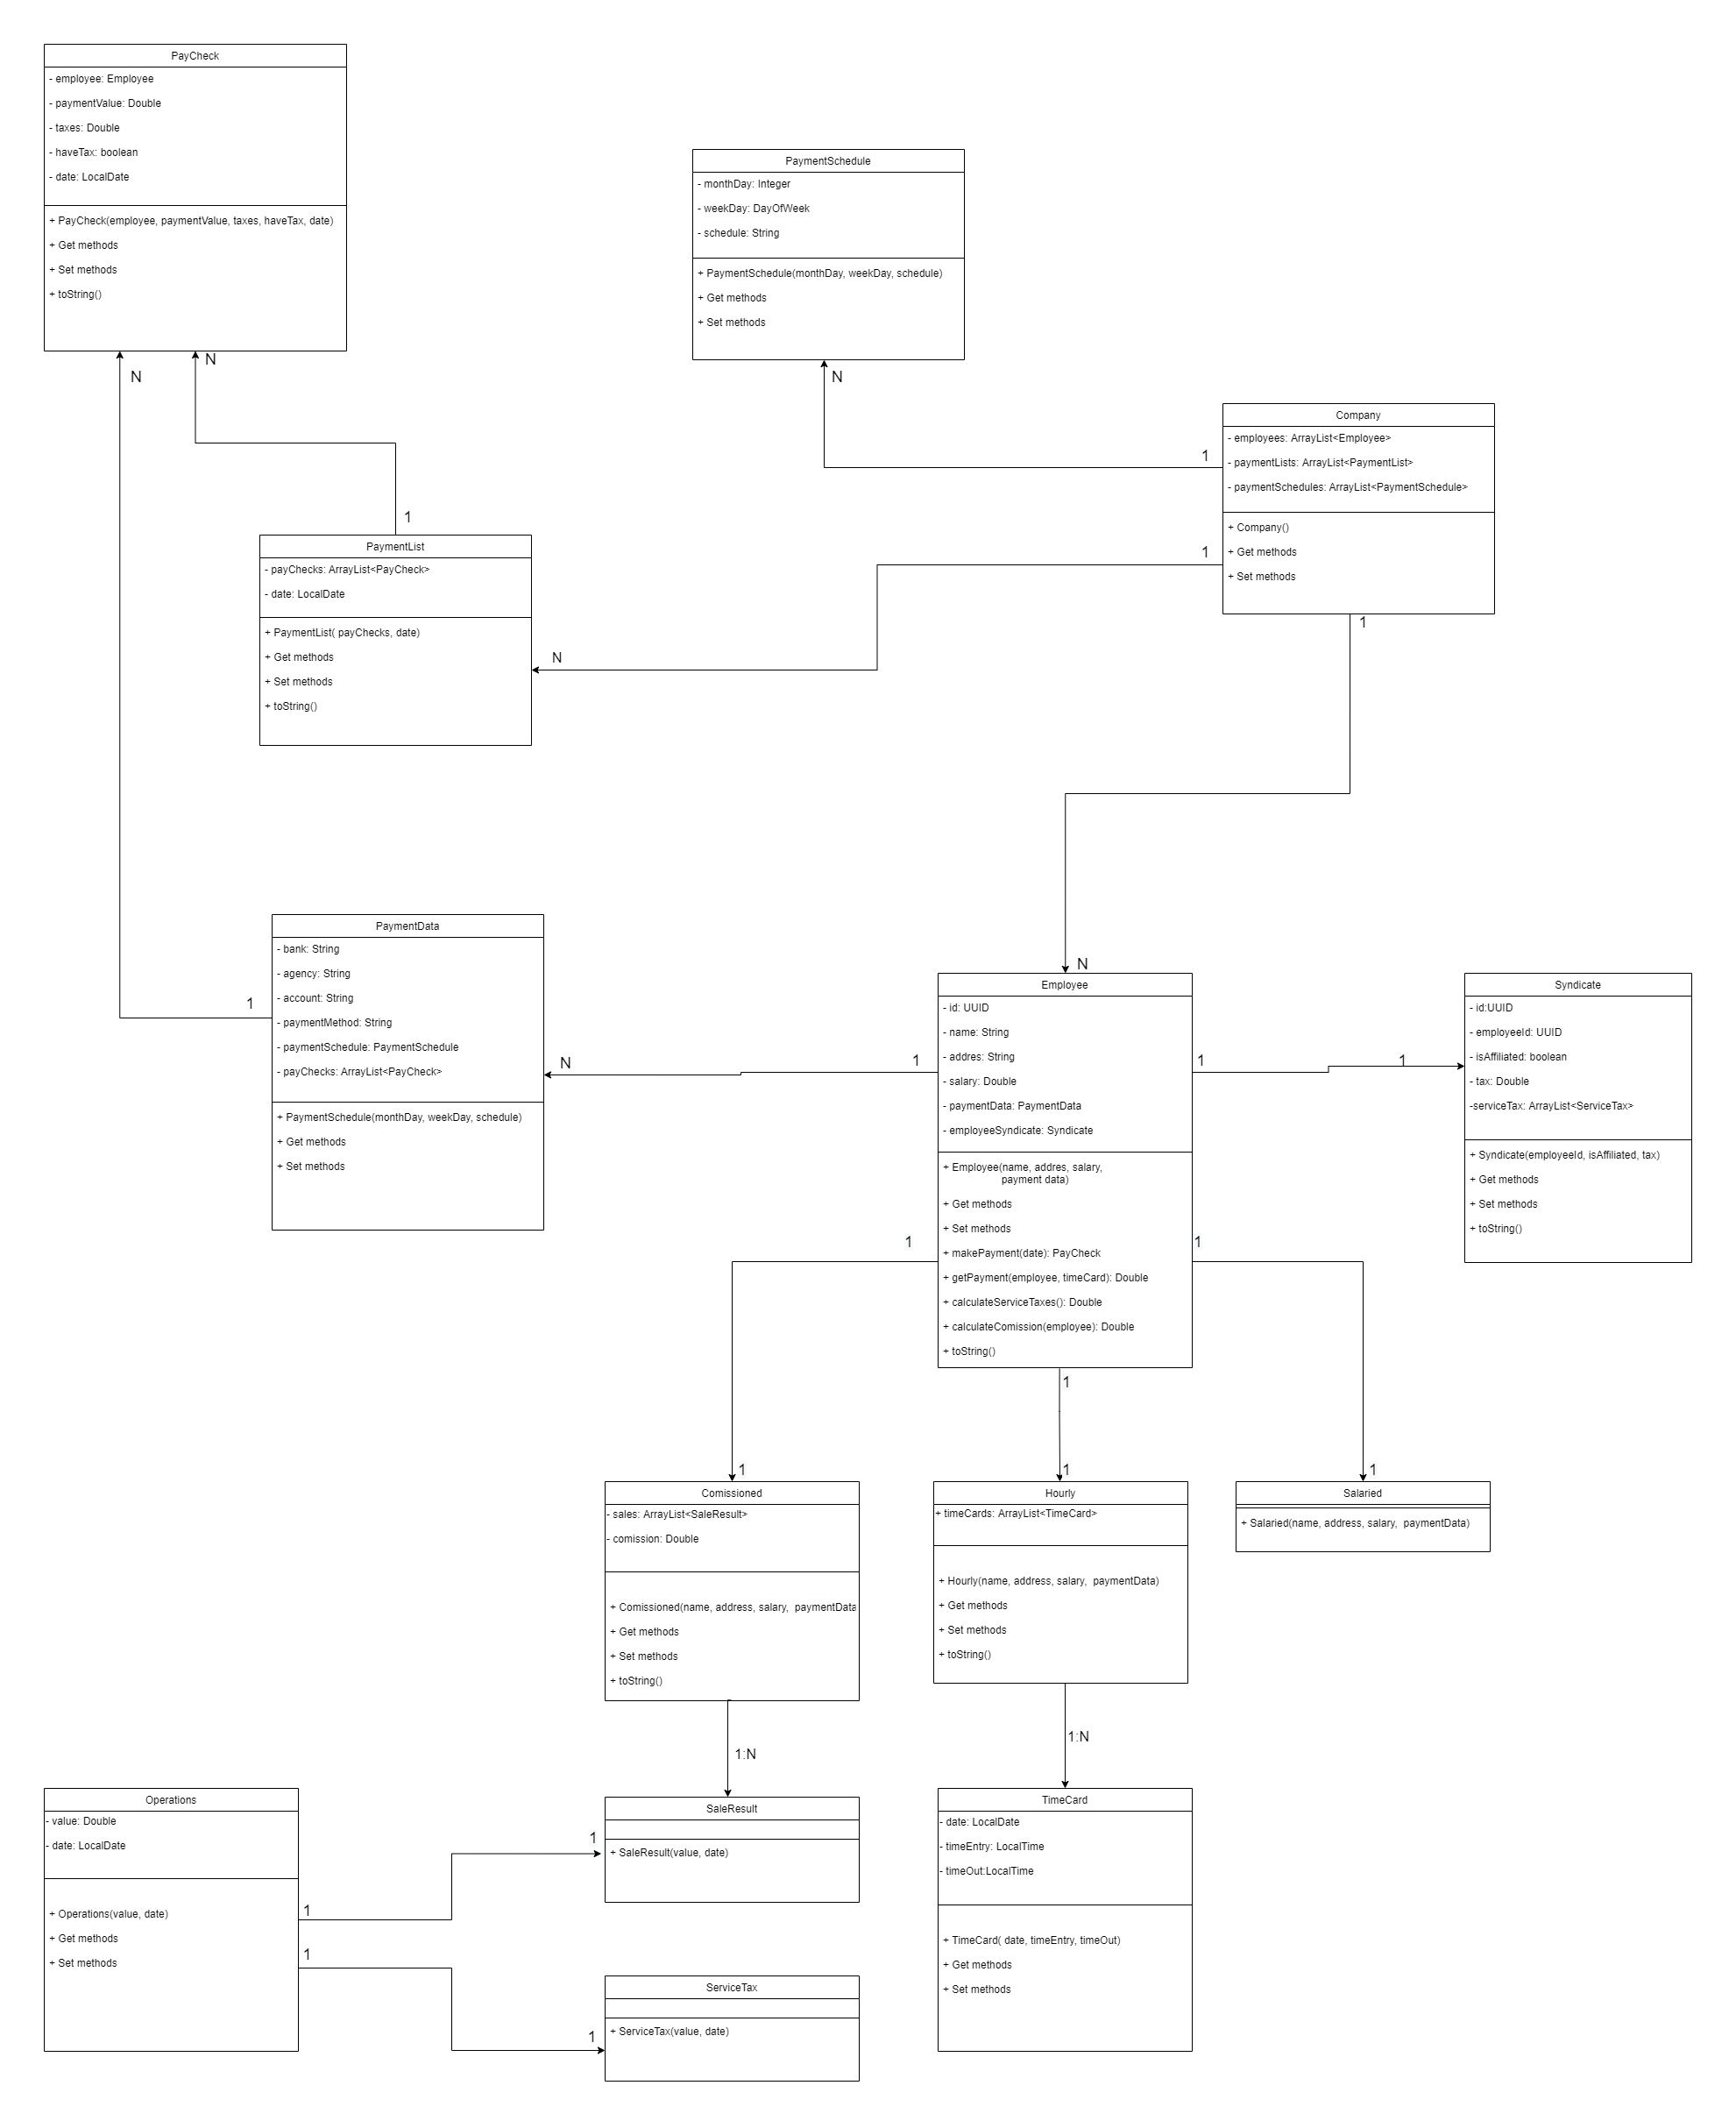 PayCheck
- employee: Employee
- paymentValue: Double
- taxes: Double
- haveTax: boolean
- date: LocalDate
+ PayCheck(employee, paymentValue, taxes, haveTax, date)
+ Get methods
+ Set methods
+ toString()
N
N
PaymentSchedule
- monthDay: Integer
- weekDay: DayOfWeek
- schedule: String
+ PaymentSchedule(monthDay, weekDay, schedule)
+ Get methods
+ Set methods
N
Company
- employees: ArrayList<Employee>
- paymentLists: ArrayList<PaymentList>
- paymentSchedules: ArrayList<PaymentSchedule>
+ Company()
+ Get methods
+ Set methods
1
1
1
1
PaymentList
- payChecks: ArrayList<PayCheck>
- date: LocalDate
+ PaymentList( payChecks, date)
+ Get methods
+ Set methods
+ toString()
N
PaymentData
- bank: String
- agency: String
- account: String
- paymentMethod: String
- paymentSchedule: PaymentSchedule
- payChecks: ArrayList<PayCheck>
+ PaymentSchedule(monthDay, weekDay, schedule)
+ Get methods
+ Set methods
1
N
1
N
Employee
- id: UUID
- name: String
- addres: String
- salary: Double
- paymentData: PaymentData
- employeeSyndicate: Syndicate
+ Employee(name, addres, salary,
payment data)
+ Get methods
+ Set methods
+ makePayment(date): PayCheck
+ getPayment(employee, timeCard): Double
+ calculateServiceTaxes(): Double
+ calculateComission(employee): Double
+ toString()
1
1
Syndicate
- id:UUID
- employeeId: UUID
- isAffiliated: boolean
- tax: Double
-serviceTax: ArrayList<ServiceTax>
+ Syndicate(employeeId, isAffiliated, tax)
+ Get methods
+ Set methods
+ toString()
1
1
1
1
1
1
Comissioned
- sales: ArrayList<SaleResult>
- comission: Double
+ Comissioned(name, address, salary,  paymentData
+ Get methods
+ Set methods
+ toString()
Hourly
+ timeCards: ArrayList<TimeCard>
+ Hourly(name, address, salary,  paymentData)
+ Get methods
+ Set methods
+ toString()
Salaried
+ Salaried(name, address, salary,  paymentData)
1:N
1:N
Operations
- value: Double
- date: LocalDate
+ Operations(value, date)
+ Get methods
+ Set methods
1
1
1
1
SaleResult
+ SaleResult(value, date)
ServiceTax
+ ServiceTax(value, date)
TimeCard
- date: LocalDate
- timeEntry: LocalTime
- timeOut:LocalTime
+ TimeCard( date, timeEntry, timeOut)
+ Get methods
+ Set methods